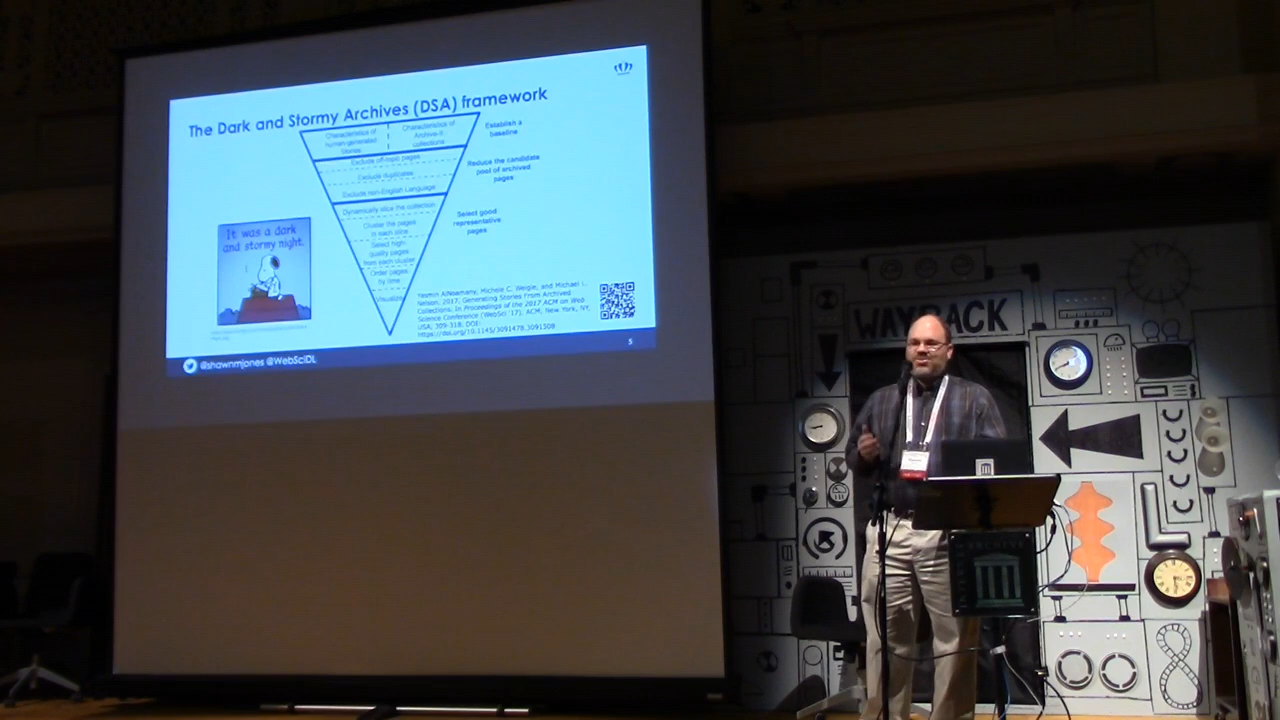 The Dark and Stormy Archives (DSA) framework
Characteristics of
human-generated
Stories
Characteristics of
Archive-It
collections
Establish a
baseline
Exclude off-topic pages
Exclude duplicates
Exclude non-English Language
Reduce the candidate
pool of archived
pages
Dynamically slice the collection
Cluster the pages
in each slice
Select high-
quality pages
from each cluster
Order pages
by time
Visualize
Select good
representative
pages
It was a dark
and stormy night.
Yasmin AlNoamany, Michele C. Weigle, and Michael L.
Nelson. 2017. Generating Stories From Archived
Collections. In Proceedings of the 2017 ACM on Web
Science Conference (WebSci '17). ACM, New York, NY,
USA, 309-318. DOI:
https://doi.org/10.1145/3091478.3091508
@shawnmjones @WebSciDL
5
WAYBACK
ARCHIVE